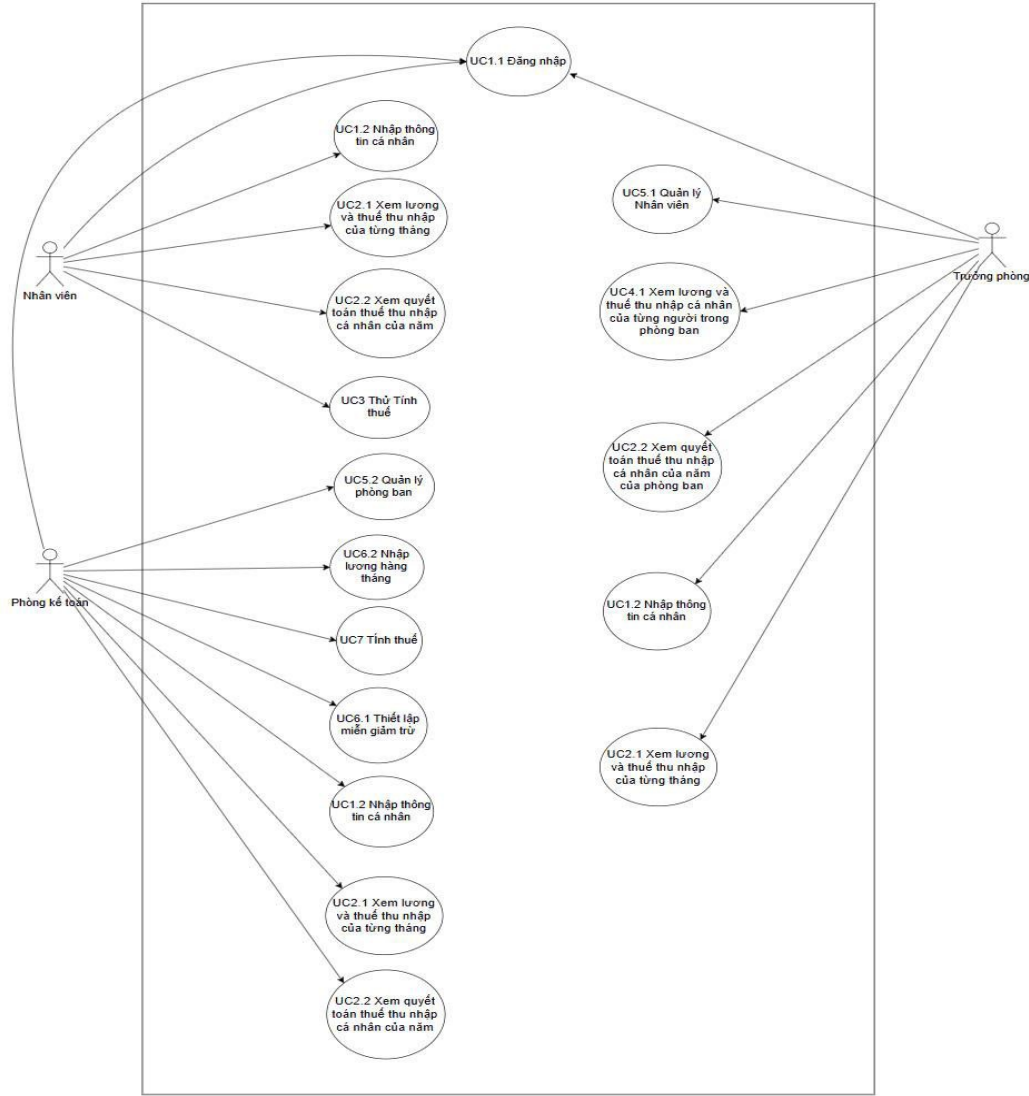 UC1.1 Đăng nhập
UC1.2 Nhập thông
tin cá nhân
UC2.1 Xem lương
và thuế thu nhập
của từng tháng
Nhân viên
UC2.2 Xem quyết
toán thuế thu nhập
cá nhân của năm
UC3 Thử Tính
thuế
UC5.2 Quản lý
phòng ban
UC6.2 Nhập
lương hàng
tháng
Phòng kế toán
UC7 Tính thuế
UC6.1 Thiết lập
miễn giảm trừ
UC1.2 Nhập thông
tin cá nhân
UC2.1 Xem lương
và thuế thu nhập
của từng tháng
UC2.2 Xem quyết
toán thuế thu nhập
cá nhân của năm
UC5.1 Quản lý
Nhân viên
Trưởng phòng
UC4.1 Xem lương và
thuế thu nhập cá nhân
của từng người trong
phòng ban
UC2.2 Xem quyết
toán thuế thu nhập
cá nhân của năm
của phòng ban
UC1.2 Nhập thông
tin cá nhân
UC2.1 Xem lương
và thuế thu nhập
của từng tháng